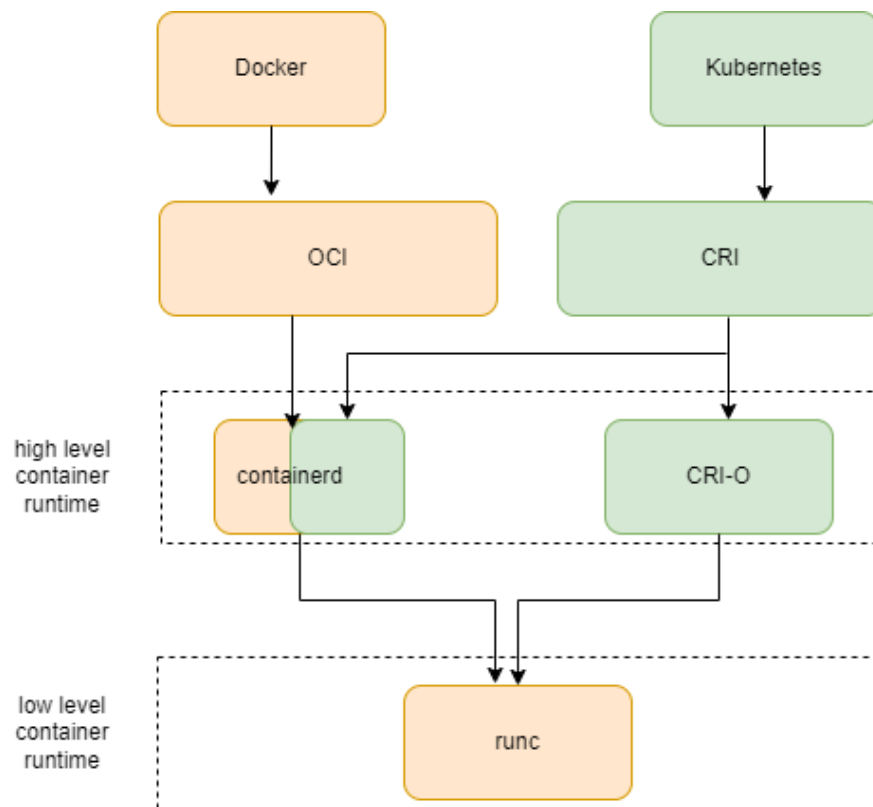 Docker
Kubernetes
OCI
CRI
high level
container
runtime
containerd
CRI-O
low level
container
runtime
runc